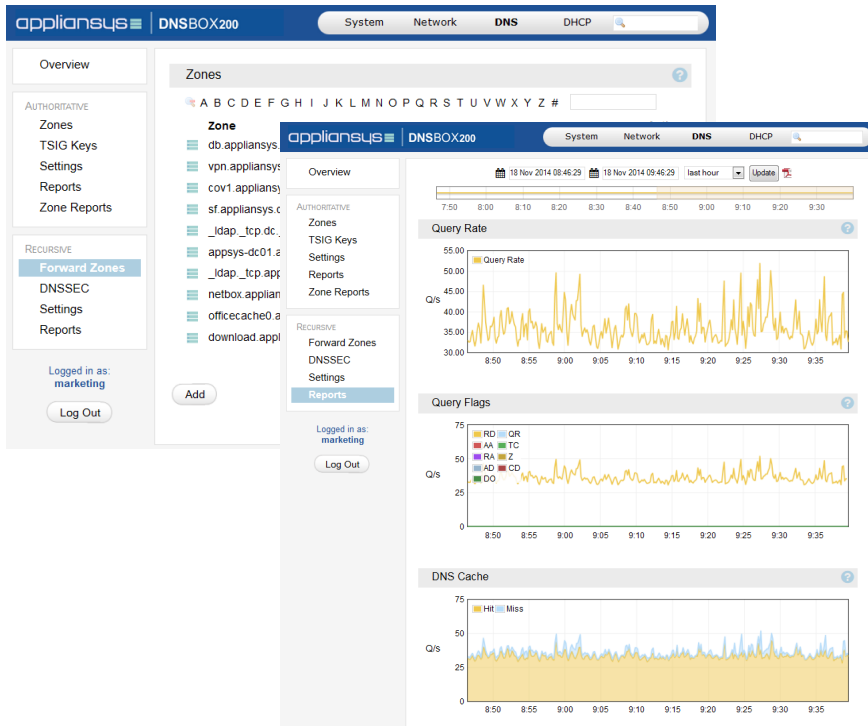 appliansys DNSBOX200 System Network DNS DHCP
Overview
AUTHORITATIVE
Zones
TSIG Keys
Settings
Reports
Zone Reports
RECURSIVE
Forward Zones
DNSSEC
Settings
Reports
Logged in as:
marketing
Log Out
Zones
A B C D E F G H I J K L M N O P Q R S T U V W X Y Z #
Zone
db.appliansys.
vpn.appliansys
cov1.appliansy
sf.appliansys.c
_ldap._tcp.dc._
appsys-dc01.a
_ldap._tcp.app
netbox.applian
officecache0.a
download.appl
Add
appliansys DNSBOX200 System Network DNS DHCP
Overview
AUTHORITATIVE
Zones
TSIG Keys
Settings
Reports
Zone Reports
RECURSIVE
Forward Zones
DNSSEC
Settings
Reports
Logged in as:
marketing
Log Out
18 Nov 2014 08:46:29 18 Nov 2014 09:46:29 last hour Update
7:50 8:00 8:10 8:20 8:30 8:40 8:50 9:00 9:10 9:20 9:30
Query Rate
55.00
50.00
45.00
40.00
35.00
30.00
Q/s
Query Rate
8:50 8:55 9:00 9:05 9:10 9:15 9:20 9:25 9:30 9:35
Query Flags
75
50
25
0
Q/s
RD QR
AA TC
RA Z
AD CD
DO
8:50 8:55 9:00 9:05 9:10 9:15 9:20 9:25 9:30 9:35
DNS Cache
75
50
25
0
Q/s
Hit Miss
8:50 8:55 9:00 9:05 9:10 9:15 9:20 9:25 9:30 9:35